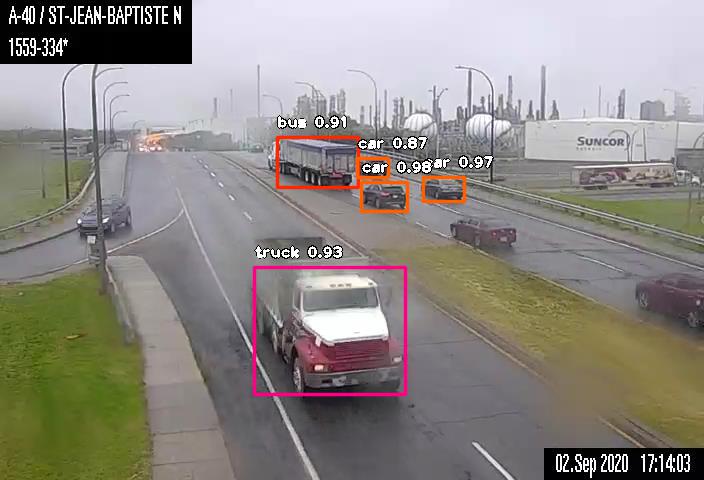 A-40 / ST-JEAN-BAPTISTE N
1559-334*
bus 0.91
car 0.87
car 0.98
ar 0.97
SUNCOR
truck 0.93
02.Sep 2020 17:14:03